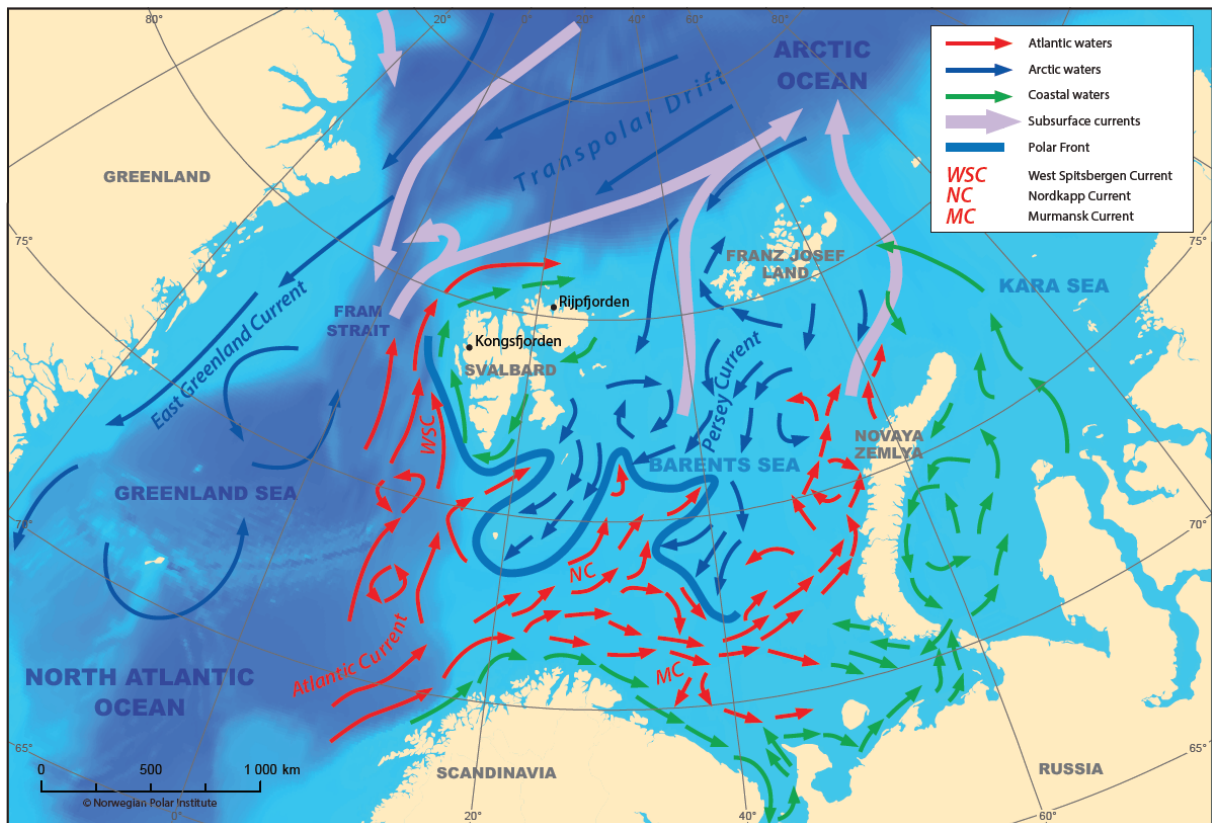 80°
20°
0°
20°
40°
60°
80°
ARCTIC
OCEAN
Atlantic waters
Arctic waters
Coastal waters
Subsurface currents
Polar Front
WSC West Spitsbergen Current
NC Nordkapp Current
MC Murmansk Current
Transpolar Drift
GREENLAND
75°
75°
FRANZ JOSEF
LAND
KARA SEA
FRAM
STRAIT
Rijpfjorden
Kongsfjorden
SVALBARD
East Greenland Current
WSC
Persey Current
NOVAYA
ZEMLYA
BARENTS SEA
GREENLAND SEA
70°
70°
NC
Atlantic Current
MC
NORTH ATLANTIC
OCEAN
65°
65°
0 500 1 000 km
© Norwegian Polar Institute
SCANDINAVIA
RUSSIA
0°
20°
40°
60°